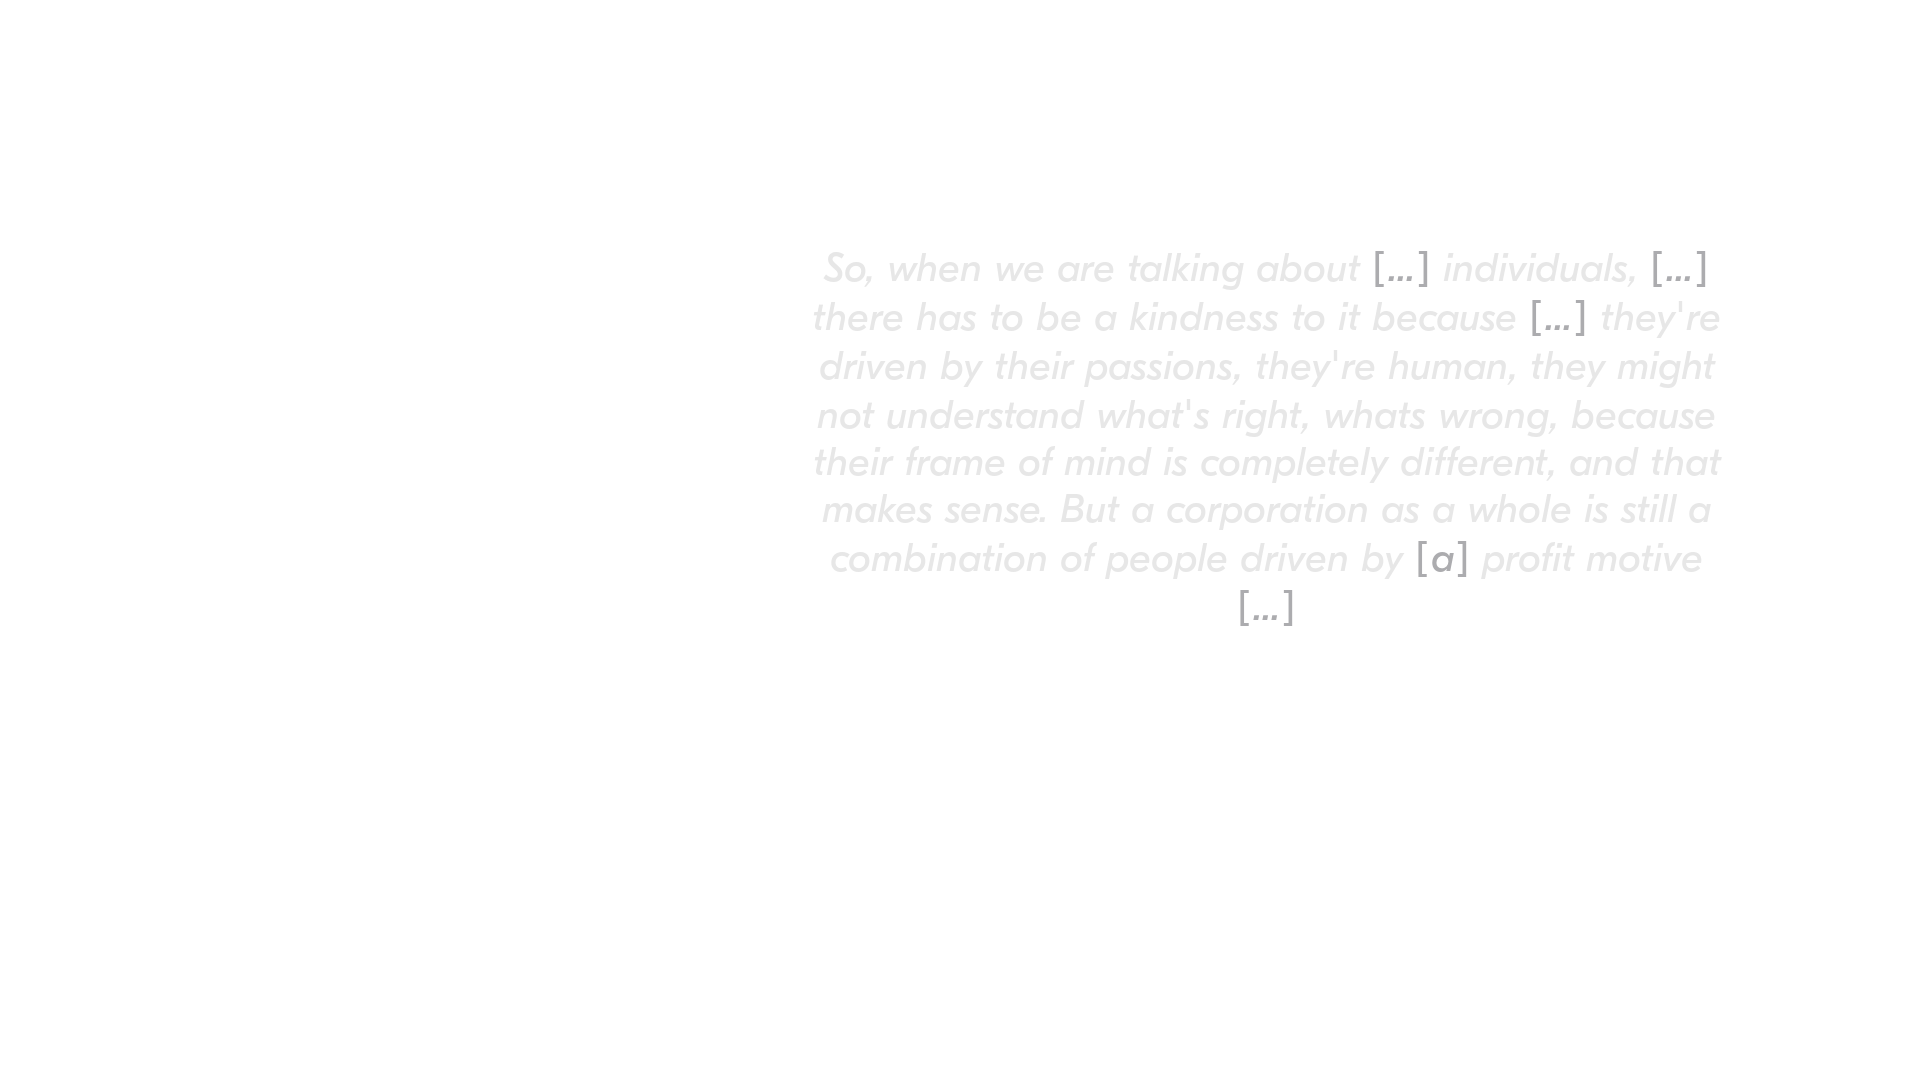 So, when we are talking about [...] individuals, [...]
there has to be a kindness to it because [...] they're
driven by their passions, they're human, they might
not understand what's right, whats wrong, because
their frame of mind is completely different, and that
makes sense. But a corporation as a whole is still a
combination of people driven by [a] profit motive
[...]